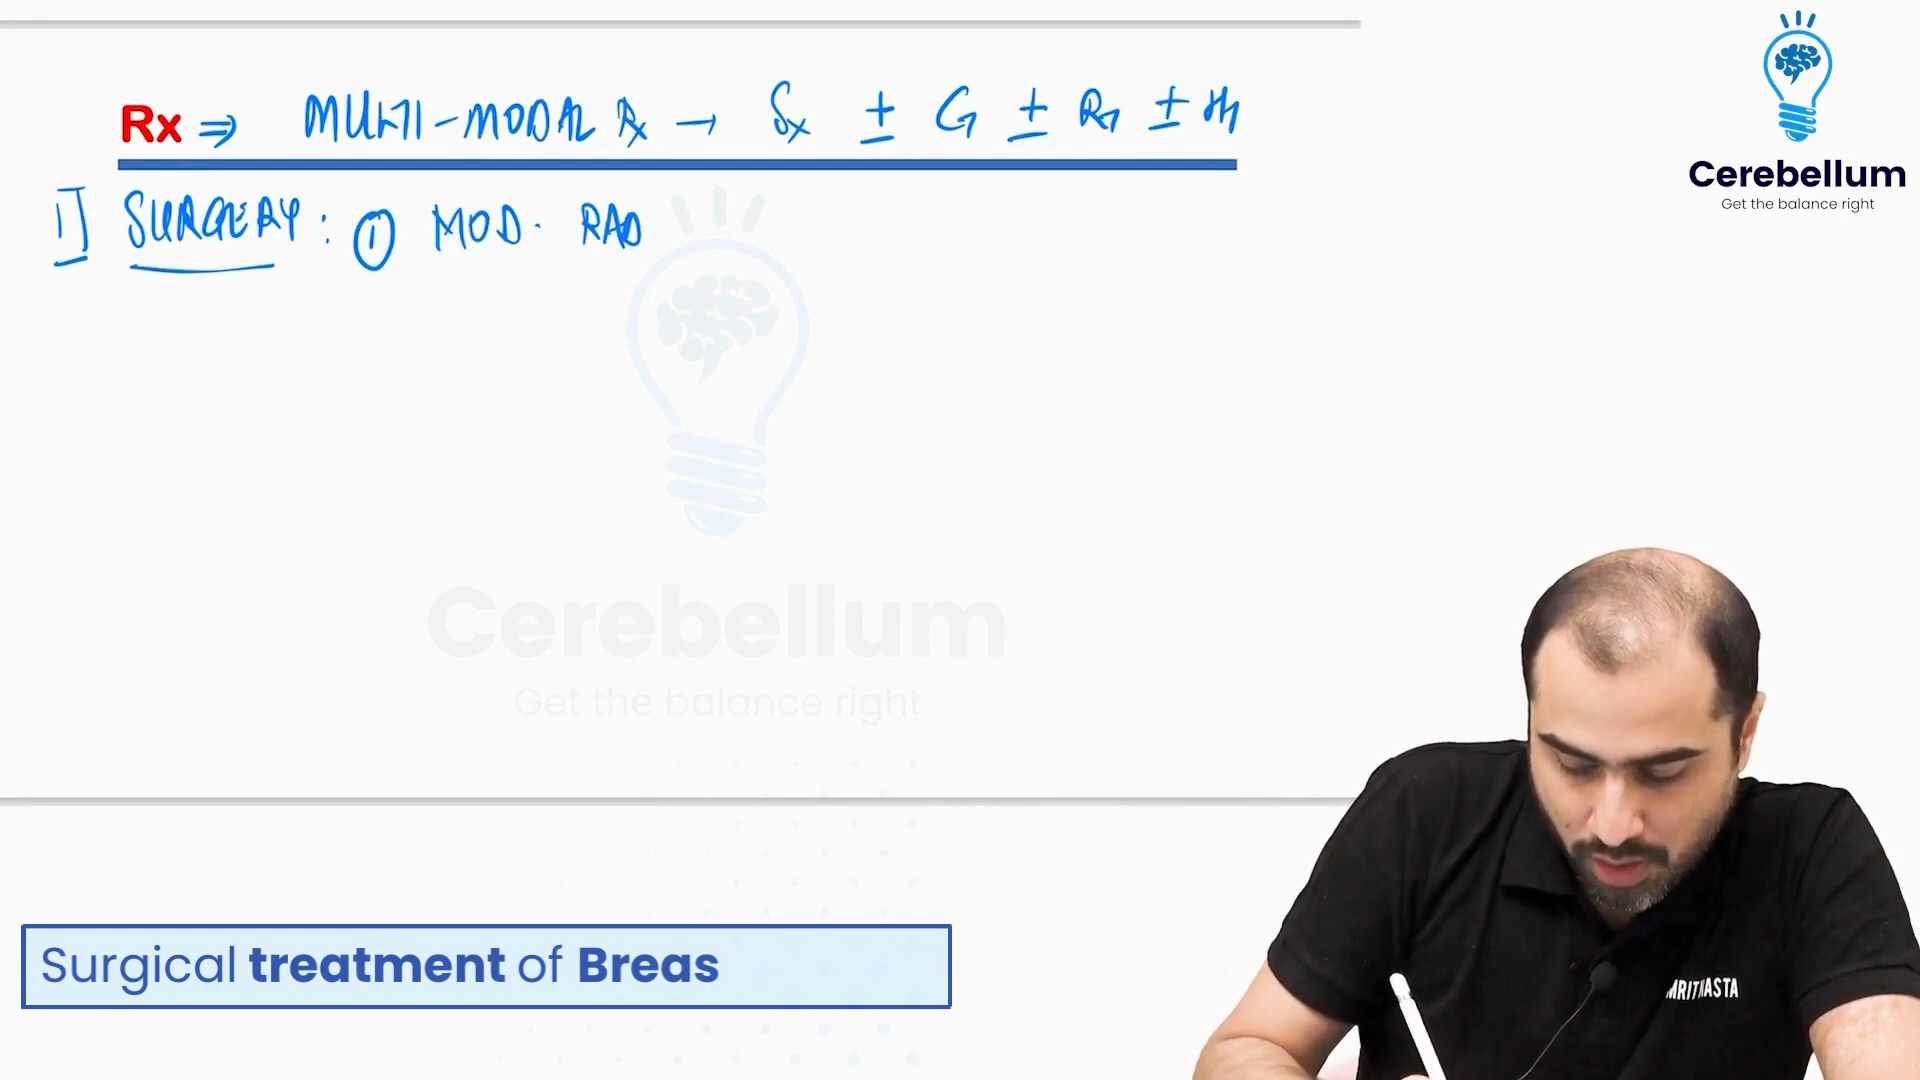 Rx ⇒ MULTI-MODAL Rx → Sx ± CT ± RT ± HT
I] SURGERY: ① MOD. RAD
Cerebellum
Get the balance right
Cerebellum
Get the balance right
MRITHASTA
Surgical treatment of Breas